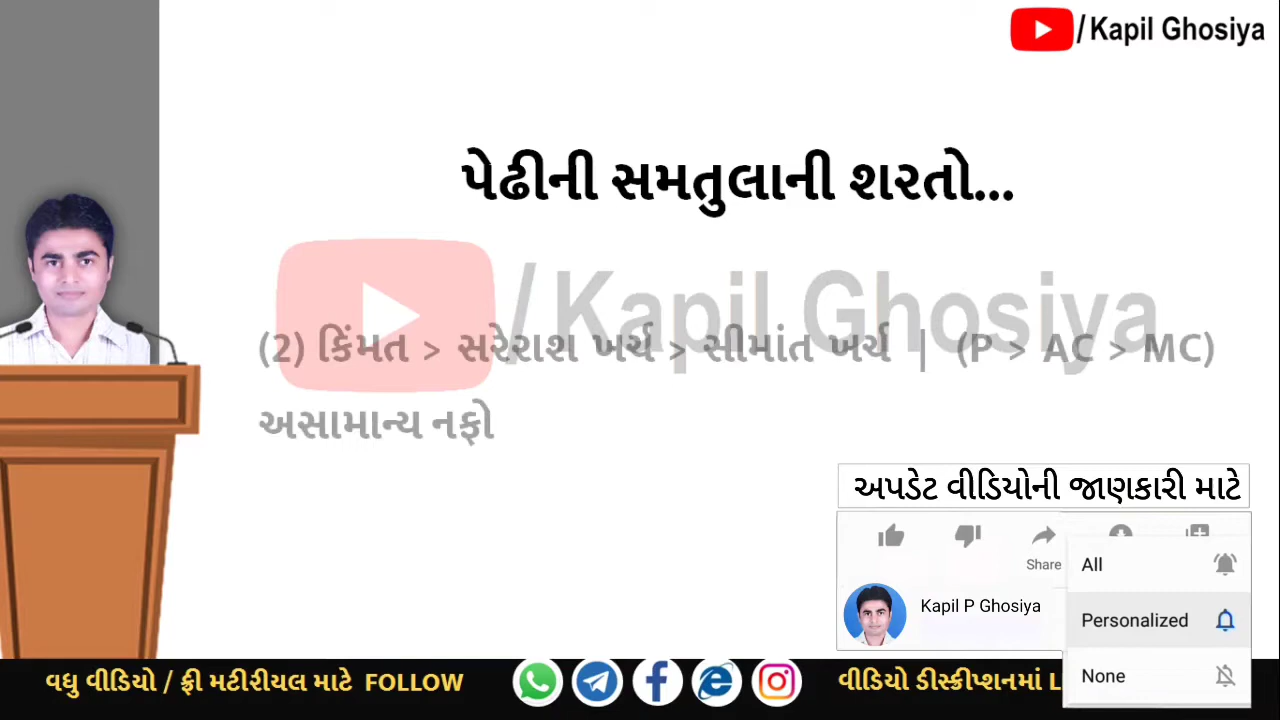 /Kapil Ghosiya
પેઢીની સમતુલાની શરતો...
/Kapil Ghosiya
(2) કિંમત > સરેરાશ ખર્ચ > સીમાંત ખર્ચ | (P > AC > MC)
અસામાન્ય નફો
અપડેટ વીડિયોની જાણકારી માટે
Share
All
Kapil P Ghosiya
Personalized
None
વધુ વીડિયો / ફ્રી મટીરીયલ માટે FOLLOW
વીડિયો ડીસ્ક્રીપ્શનમાં L